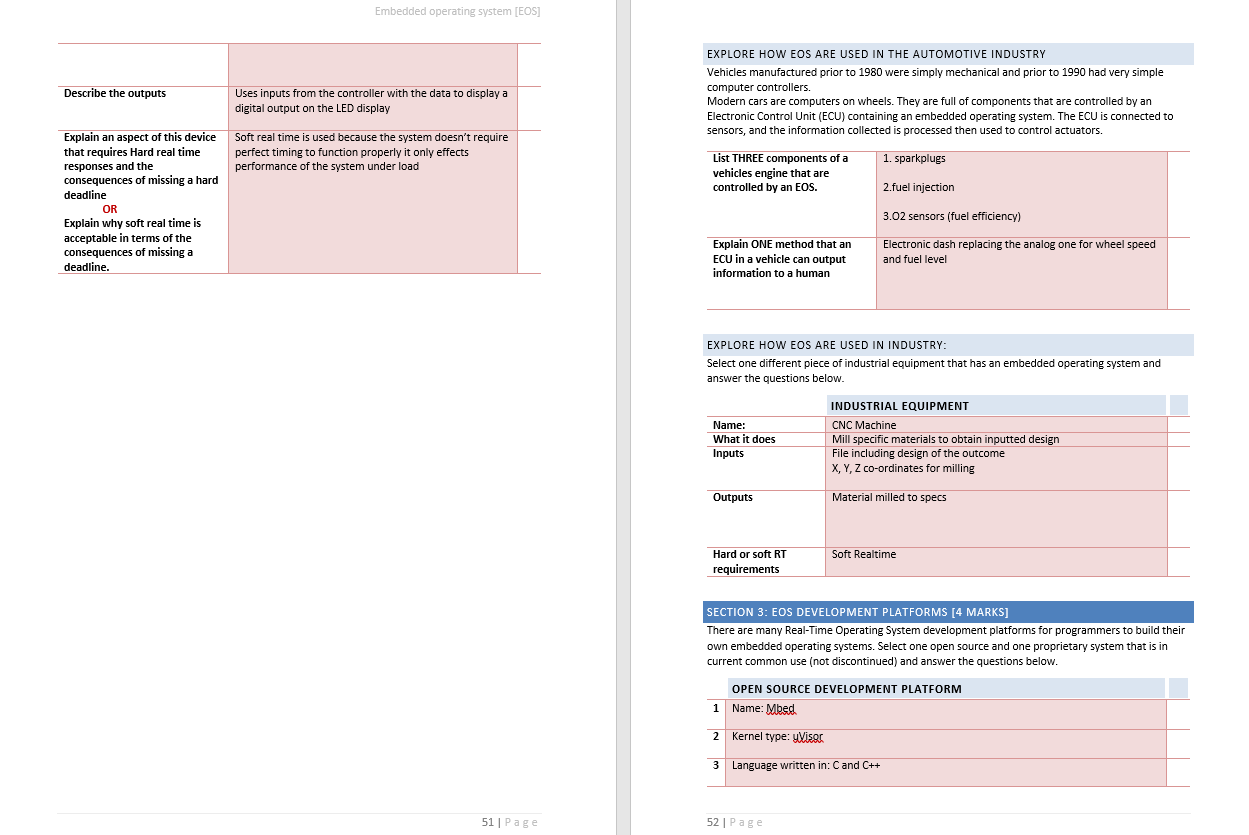 Embedded operating system [EOS]
Describe the outputs
Uses inputs from the controller with the data to display a
digital output on the LED display
Explain an aspect of this device
that requires Hard real time
responses and the
consequences of missing a hard
deadline
OR
Explain why soft real time is
acceptable in terms of the
consequences of missing a
deadline.
Soft real time is used because the system doesn't require
perfect timing to function properly it only effects
performance of the system under load
51 | Page
EXPLORE HOW EOS ARE USED IN THE AUTOMOTIVE INDUSTRY
Vehicles manufactured prior to 1980 were simply mechanical and prior to 1990 had very simple
computer controllers.
Modern cars are computers on wheels. They are full of components that are controlled by an
Electronic Control Unit (ECU) containing an embedded operating system. The ECU is connected to
sensors, and the information collected is processed then used to control actuators.
List THREE components of a
vehicles engine that are
controlled by an EOS.
1. sparkplugs
2.fuel injection
3.O2 sensors (fuel efficiency)
Explain ONE method that an
ECU in a vehicle can output
information to a human
Electronic dash replacing the analog one for wheel speed
and fuel level
EXPLORE HOW EOS ARE USED IN INDUSTRY:
Select one different piece of industrial equipment that has an embedded operating system and
answer the questions below.
INDUSTRIAL EQUIPMENT
Name:
CNC Machine
What it does
Mill specific materials to obtain inputted design
Inputs
File including design of the outcome
X, Y, Z co-ordinates for milling
Outputs
Material milled to specs
Hard or soft RT
requirements
Soft Realtime
SECTION 3: EOS DEVELOPMENT PLATFORMS [4 MARKS]
There are many Real-Time Operating System development platforms for programmers to build their
own embedded operating systems. Select one open source and one proprietary system that is in
current common use (not discontinued) and answer the questions below.
OPEN SOURCE DEVELOPMENT PLATFORM
1 Name: Mbed
2 Kernel type: uVisor
3 Language written in: C and C++
52 | Page